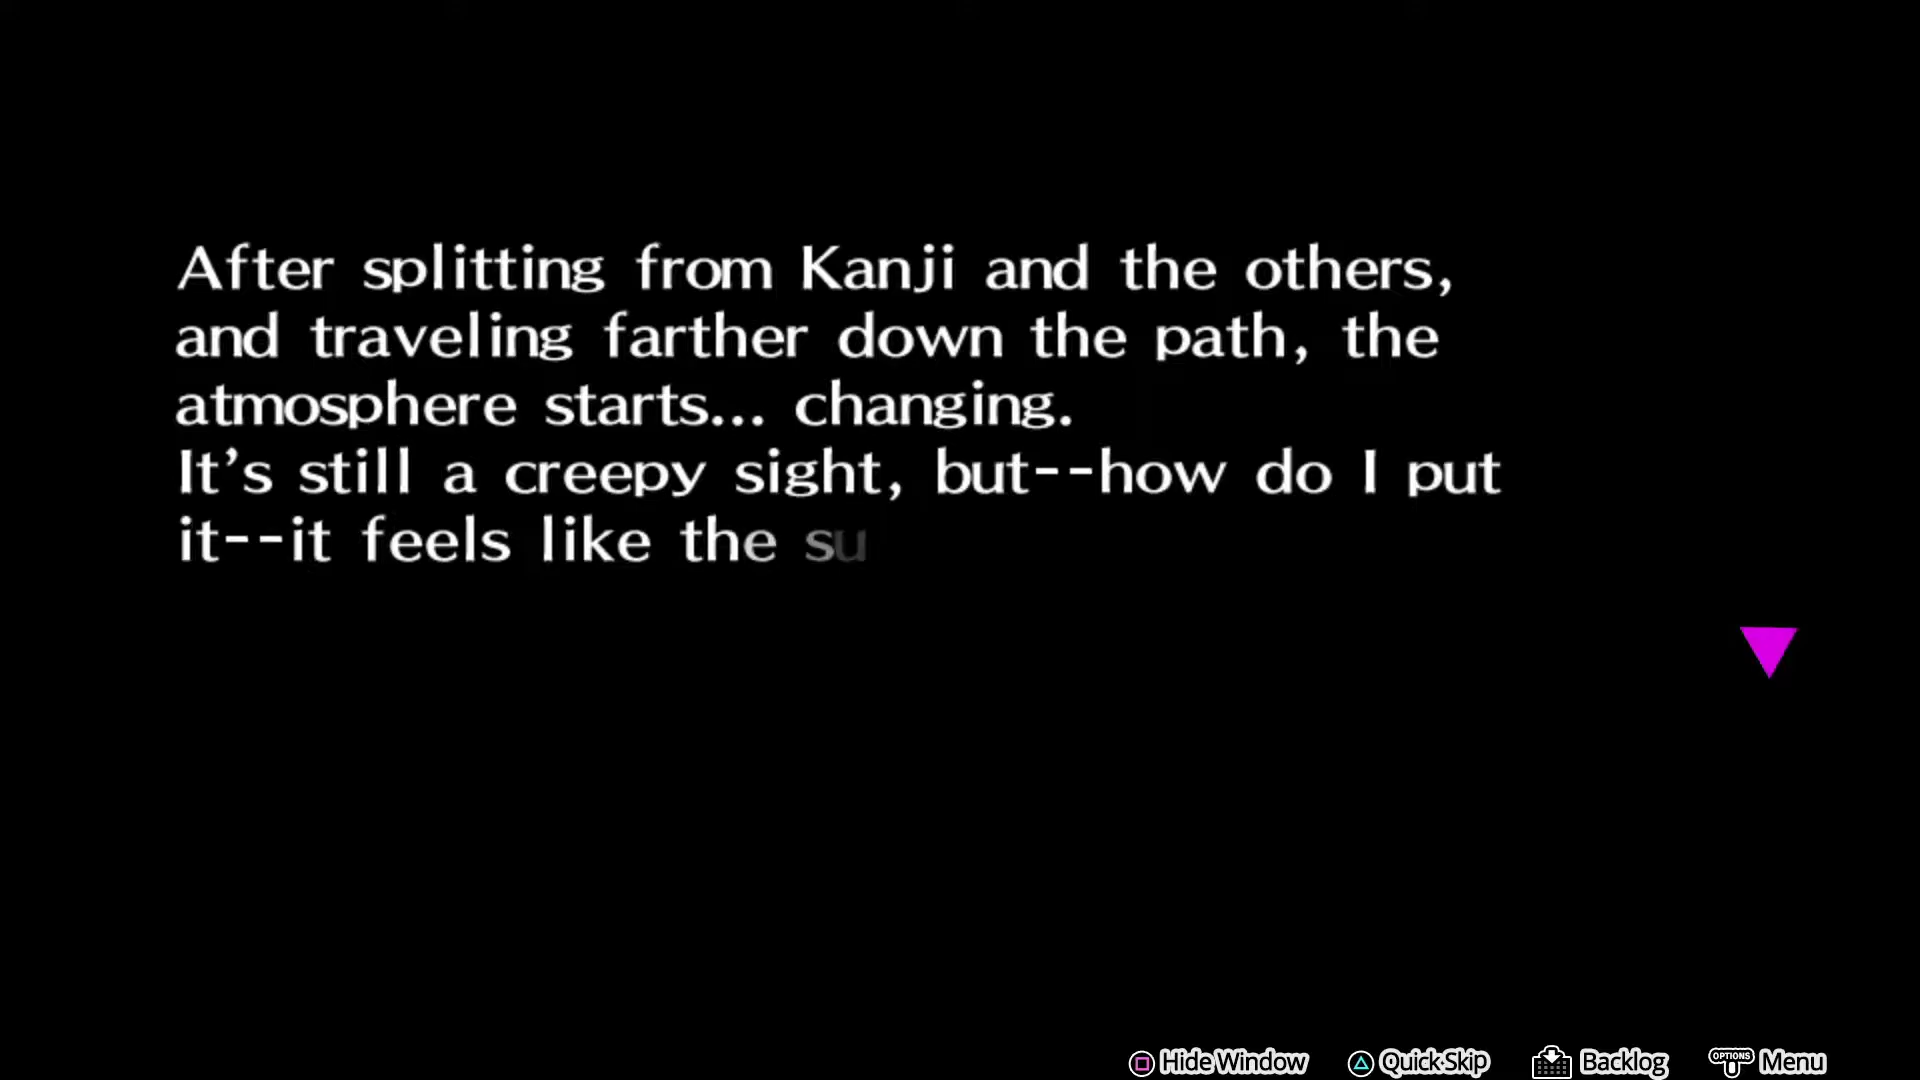 After splitting from Kanji and the others,
and traveling farther down the path, the
atmosphere starts... changing.
It's still a creepy sight, but--how do I put
it--it feels like the su
Hide Window
Quick Skip
Backlog
OPTIONS Menu